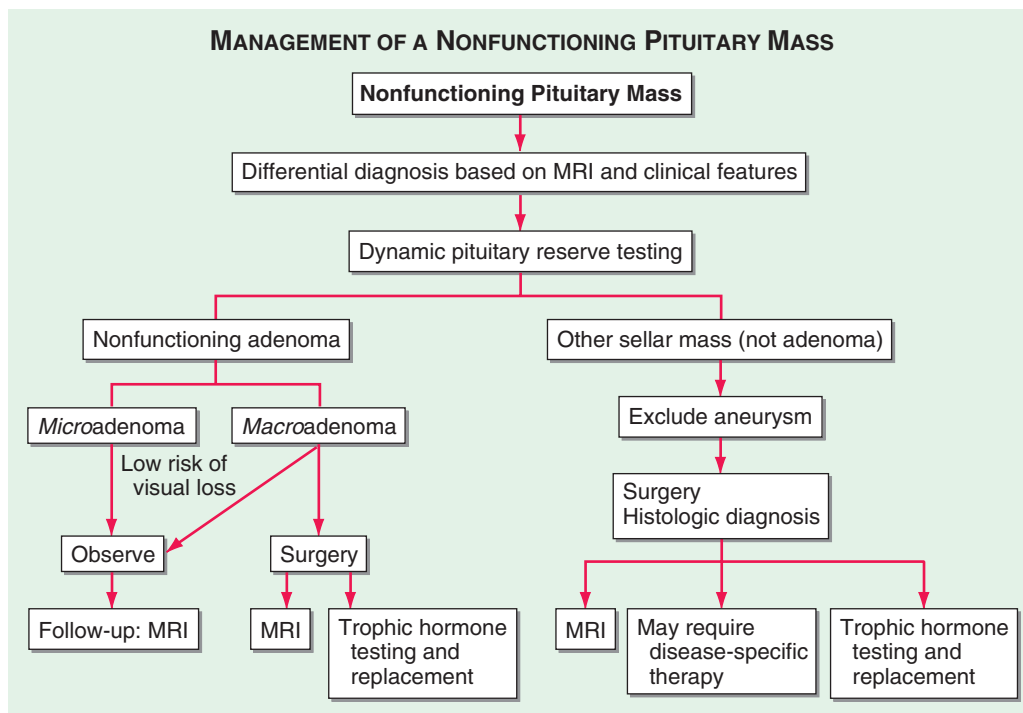 MANAGEMENT OF A NONFUNCTIONING PITUITARY MASS
Nonfunctioning Pituitary Mass
Differential diagnosis based on MRI and clinical features
Dynamic pituitary reserve testing
Nonfunctioning adenoma
Other sellar mass (not adenoma)
Microadenoma
Macroadenoma
Exclude aneurysm
Low risk of
visual loss
Surgery
Histologic diagnosis
Observe
Surgery
Follow-up: MRI
MRI
Trophic hormone
testing and
replacement
MRI
May require
disease-specific
therapy
Trophic hormone
testing and
replacement